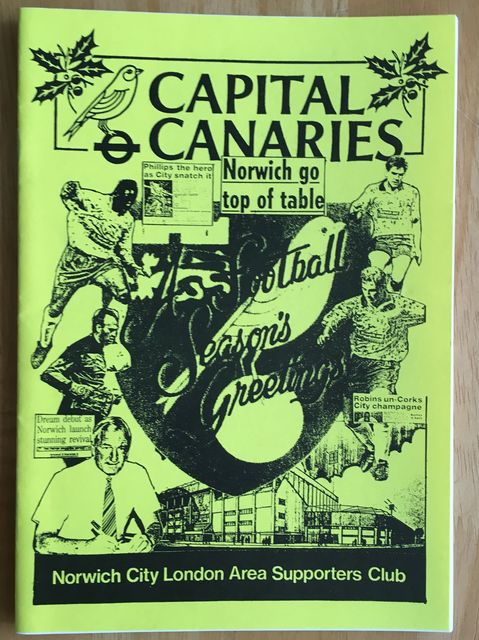 CAPITAL
CANARIES
Phillips the hero
as City snatch it
Norwich go
top of table
Football
Season's
Greetings
Robins un-Corks
City champagne
Dream debut as
Norwich launch
stunning revival
Norwich City London Area Supporters Club